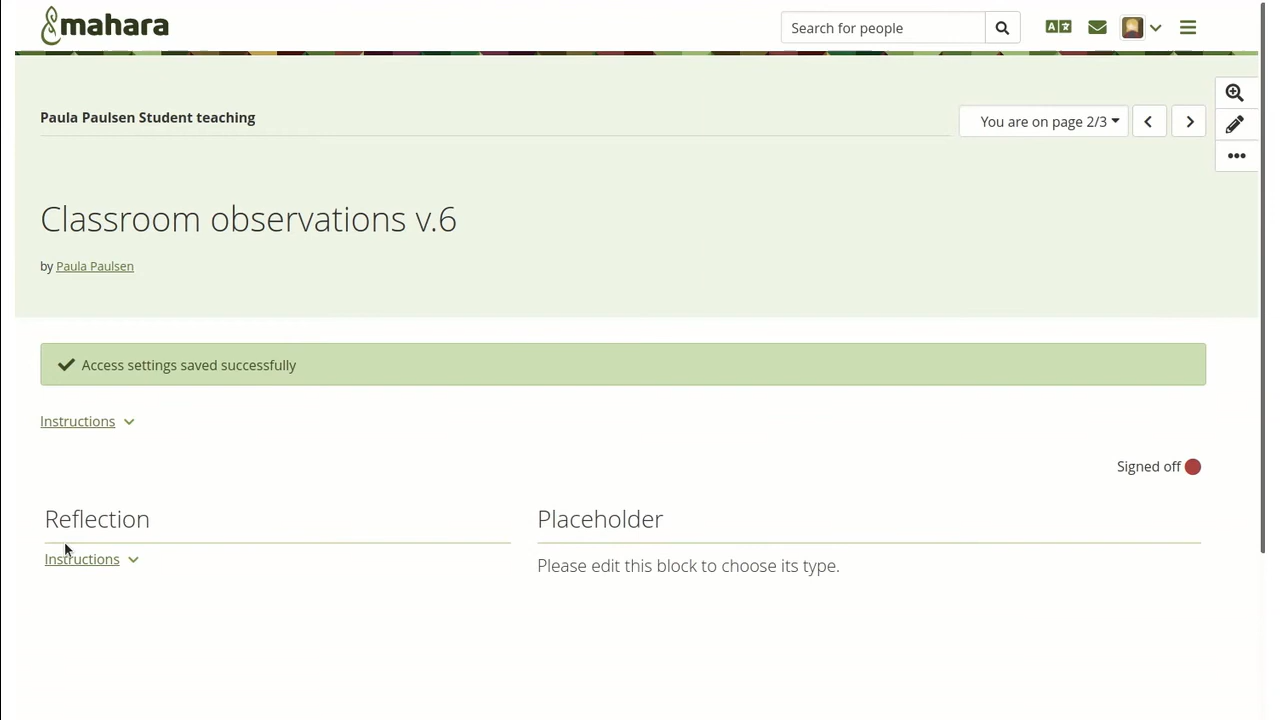 mahara
Search for people
Paula Paulsen Student teaching
You are on page 2/3
Classroom observations v.6
by Paula Paulsen
Access settings saved successfully
Instructions
Signed off
Reflection
Placeholder
Instructions
Please edit this block to choose its type.